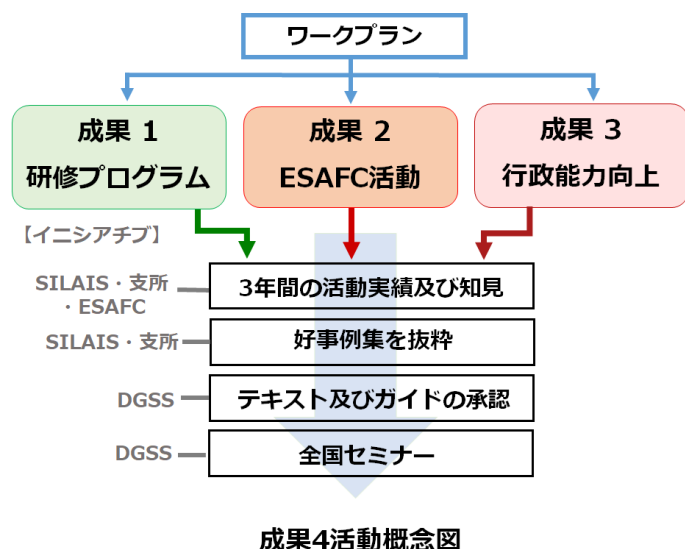 ワークプラン
成果 1
研修プログラム
成果 2
ESAFC活動
成果 3
行政能力向上
【イニシアチブ】
SILAIS・支所
・ESAFC
3年間の活動実績及び知見
SILAIS・支所
好事例集を抜粋
DGSS
テキスト及びガイドの承認
DGSS
全国セミナー
成果4活動概念図